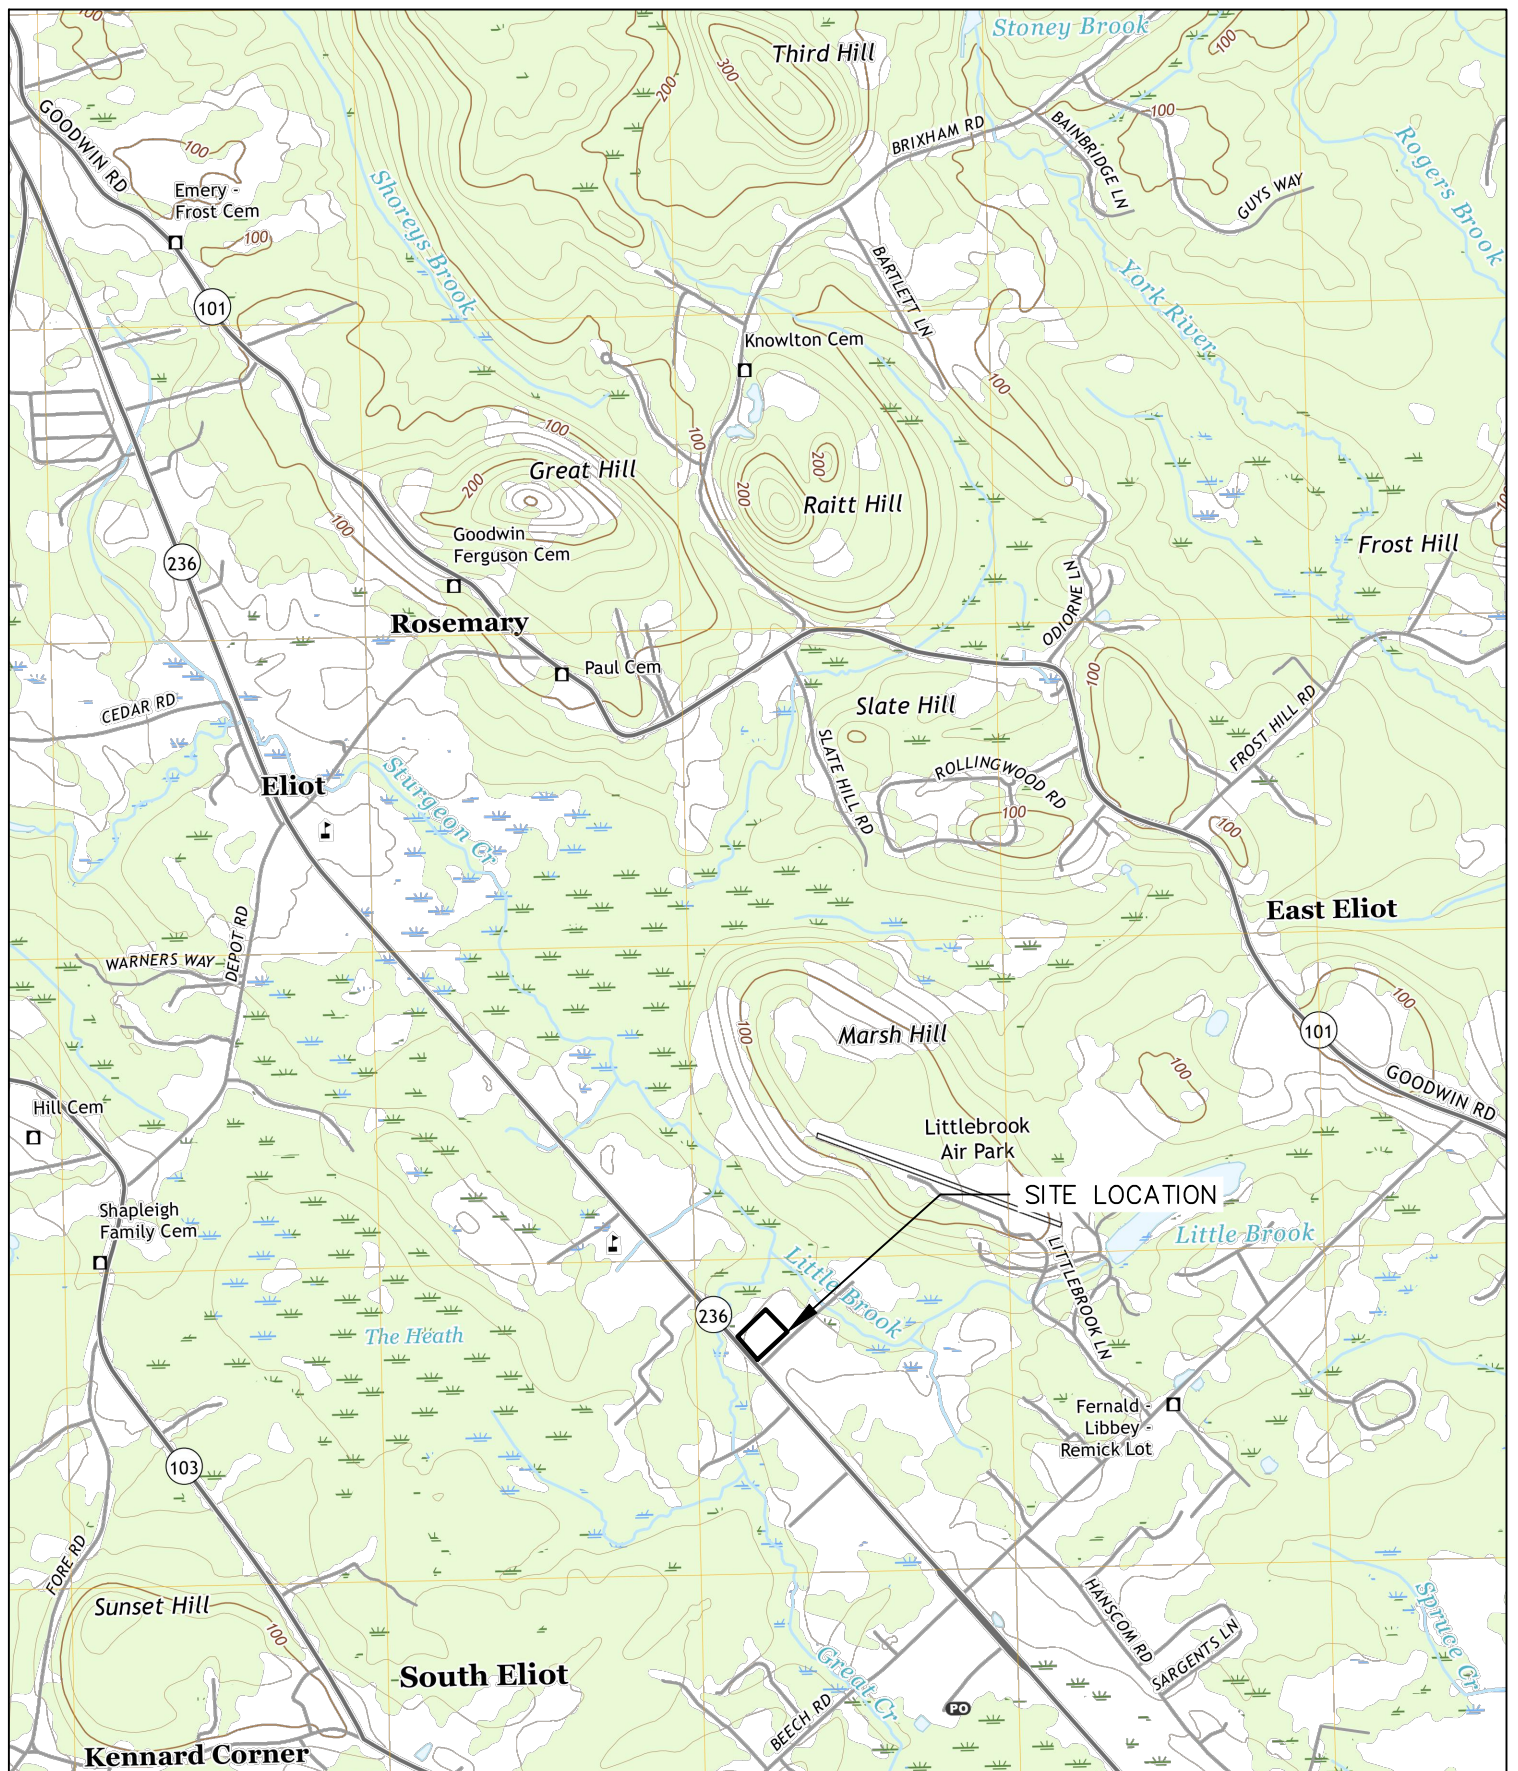 100
Stoney Brook
Third Hill
100
300
200
GOODWIN RD
100
BRIXHAM RD
BAINBRIDGE LN
100
Rogers Brook
Emery -
Frost Cem
Shoreys Brook
GUYS WAY
100
BARTLETT LN
York River
101
Knowlton Cem
100
100
100
Great Hill
200
200
200
Raitt Hill
100
Goodwin
Ferguson Cem
Frost Hill
236
ODIORNE LN
Rosemary
Paul Cem
100
CEDAR RD
Slate Hill
FROST HILL RD
SLATE HILL RD
ROLLINGWOOD RD
Eliot
Sturgeon Cr
100
100
East Eliot
DEPOT RD
WARNERS WAY
100
100
Marsh Hill
101
100
GOODWIN RD
Hill Cem
Littlebrook
Air Park
SITE LOCATION
Shapleigh
Family Cem
Little Brook
Little Brook
LITTLEBROOK LN
236
The Heath
Fernald -
Libbey -
Remick Lot
103
FORE RD
Sunset Hill
100
HANSCOM RD
SARGENTS LN
Spruce Cr
South Eliot
Great Cr
PO
BEECH RD
Kennard Corner